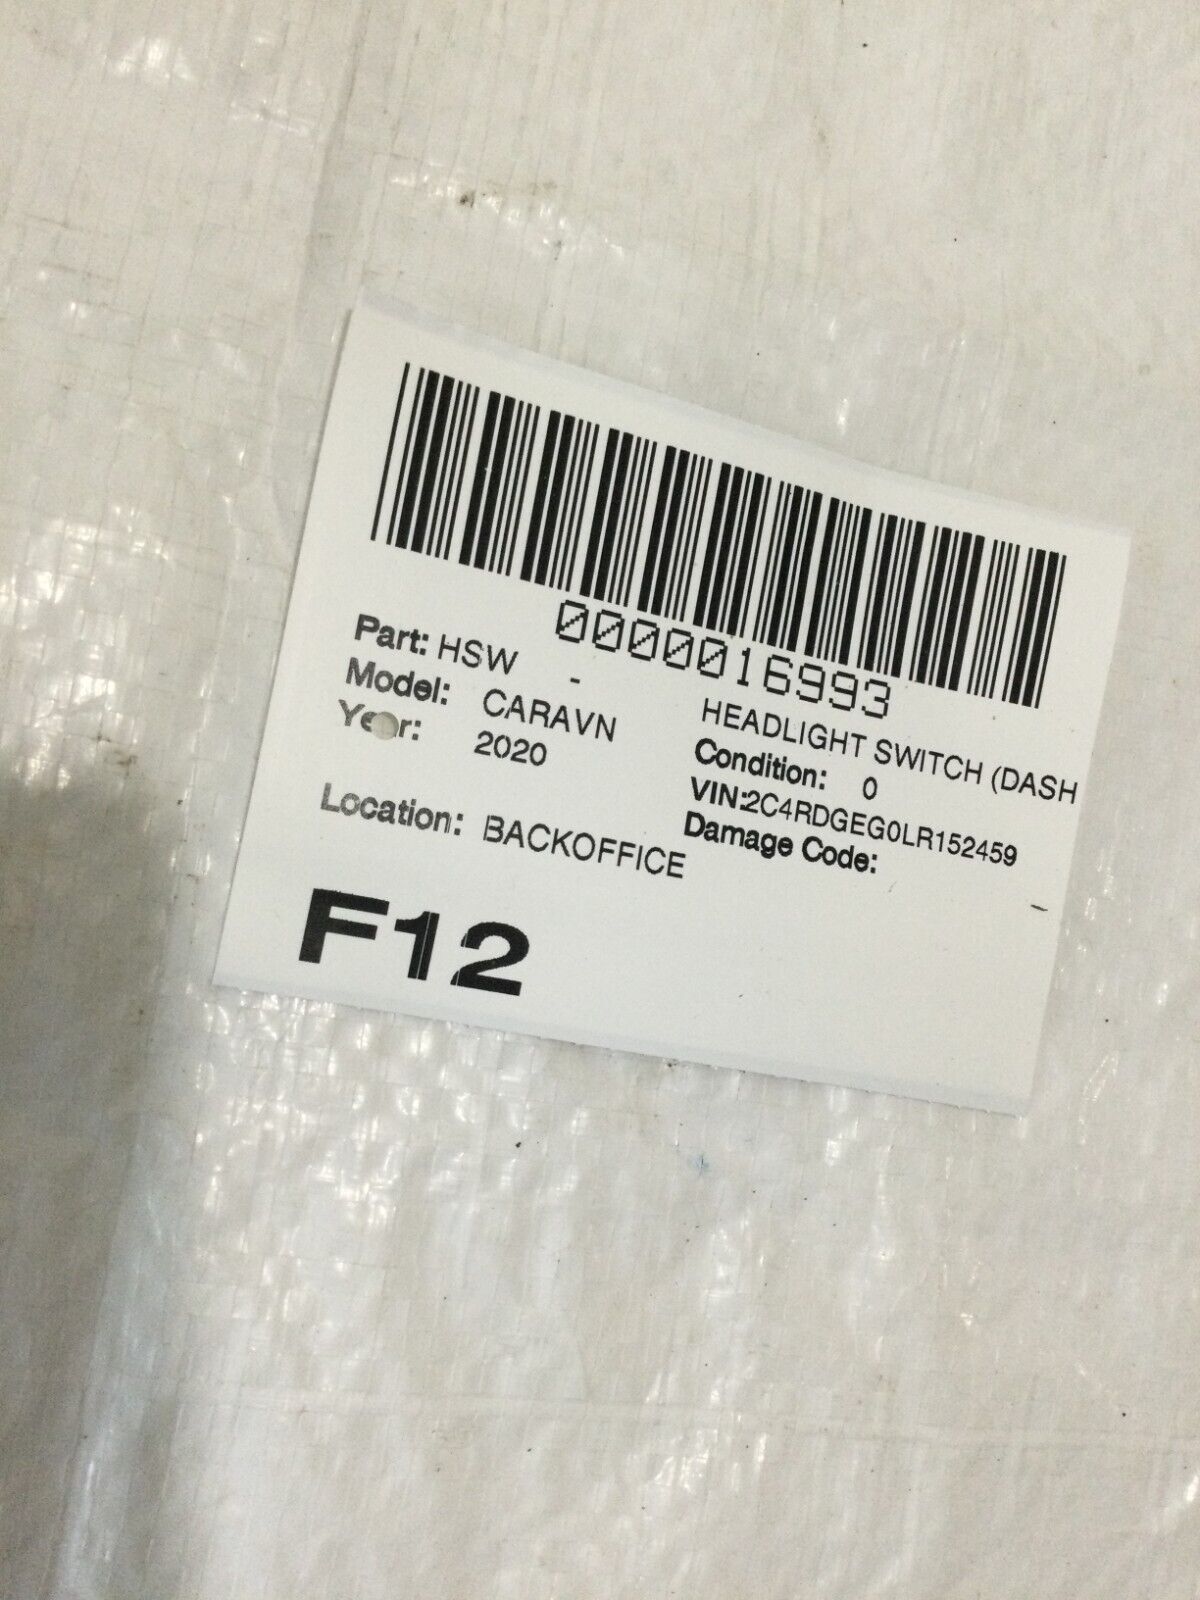 0000016993
Part: HSW -
HEADLIGHT SWITCH (DASH
Model: CARAVN
Condition: 0
Year: 2020
VIN:2C4RDGEG0LR152459
Damage Code:
Location: BACKOFFICE
F12